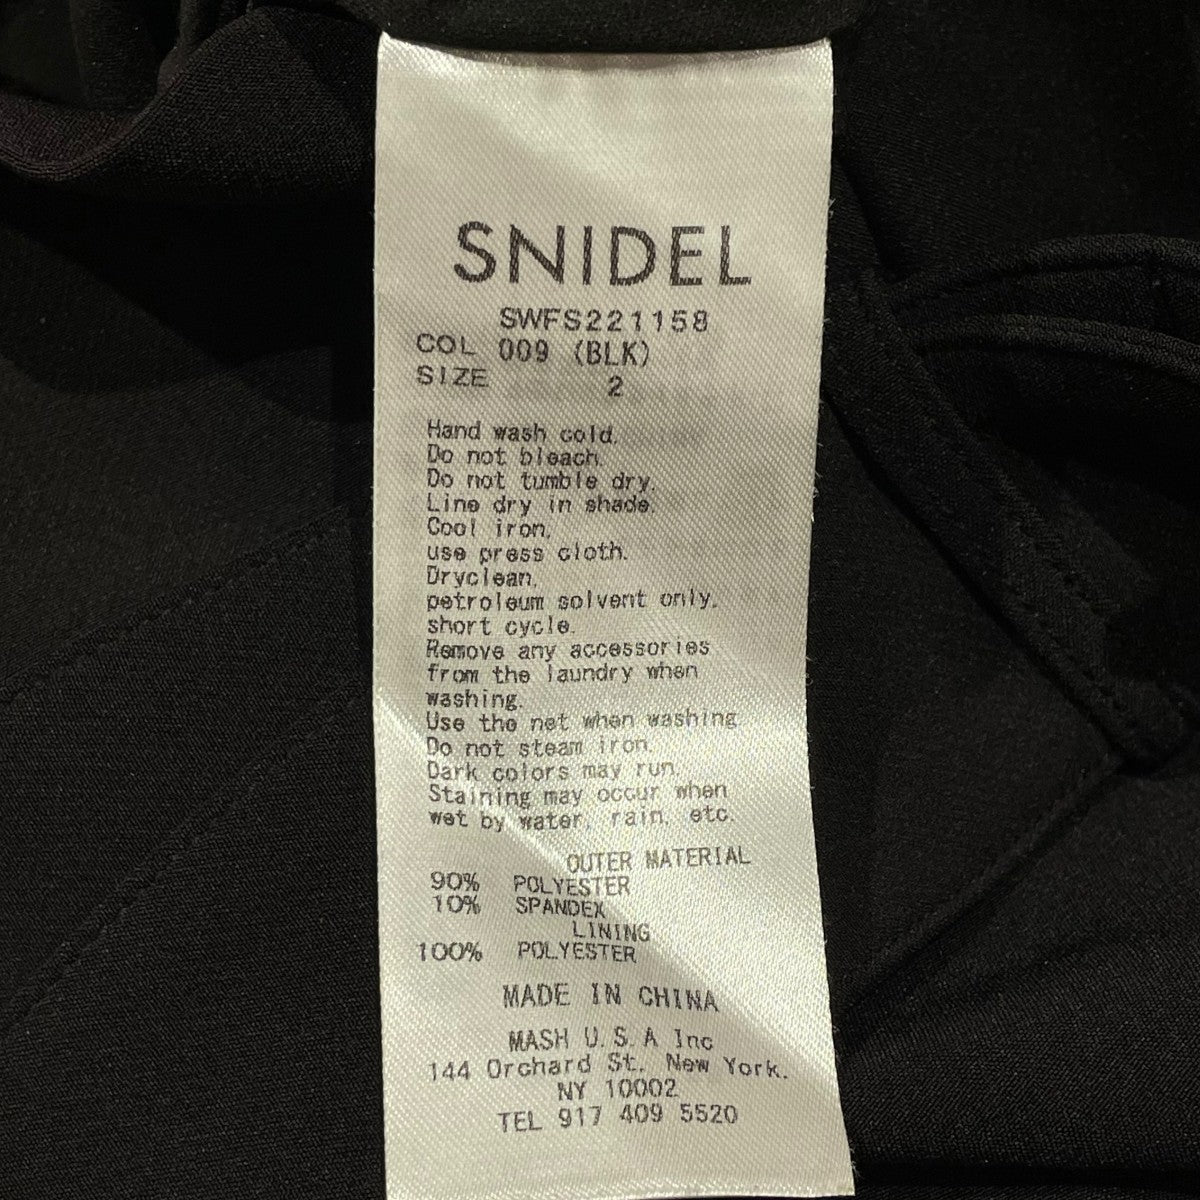 SNIDEL
SWFS221158
COL 009 (BLK)
SIZE 2
Hand wash cold.
Do not bleach.
Do not tumble dry.
Line dry in shade.
Cool iron,
use press cloth.
Dryclean,
petroleum solvent only,
short cycle.
Remove any accessories
from the laundry when
washing.
Use the net when washing.
Do not steam iron.
Dark colors may run.
Staining may occur when
wet by water, rain, etc.
OUTER MATERIAL
90% POLYESTER
10% SPANDEX
LINING
100% POLYESTER
MADE IN CHINA
MASH U.S.A Inc
144 Orchard St. New York.
NY 10002
TEL 917 409 5520